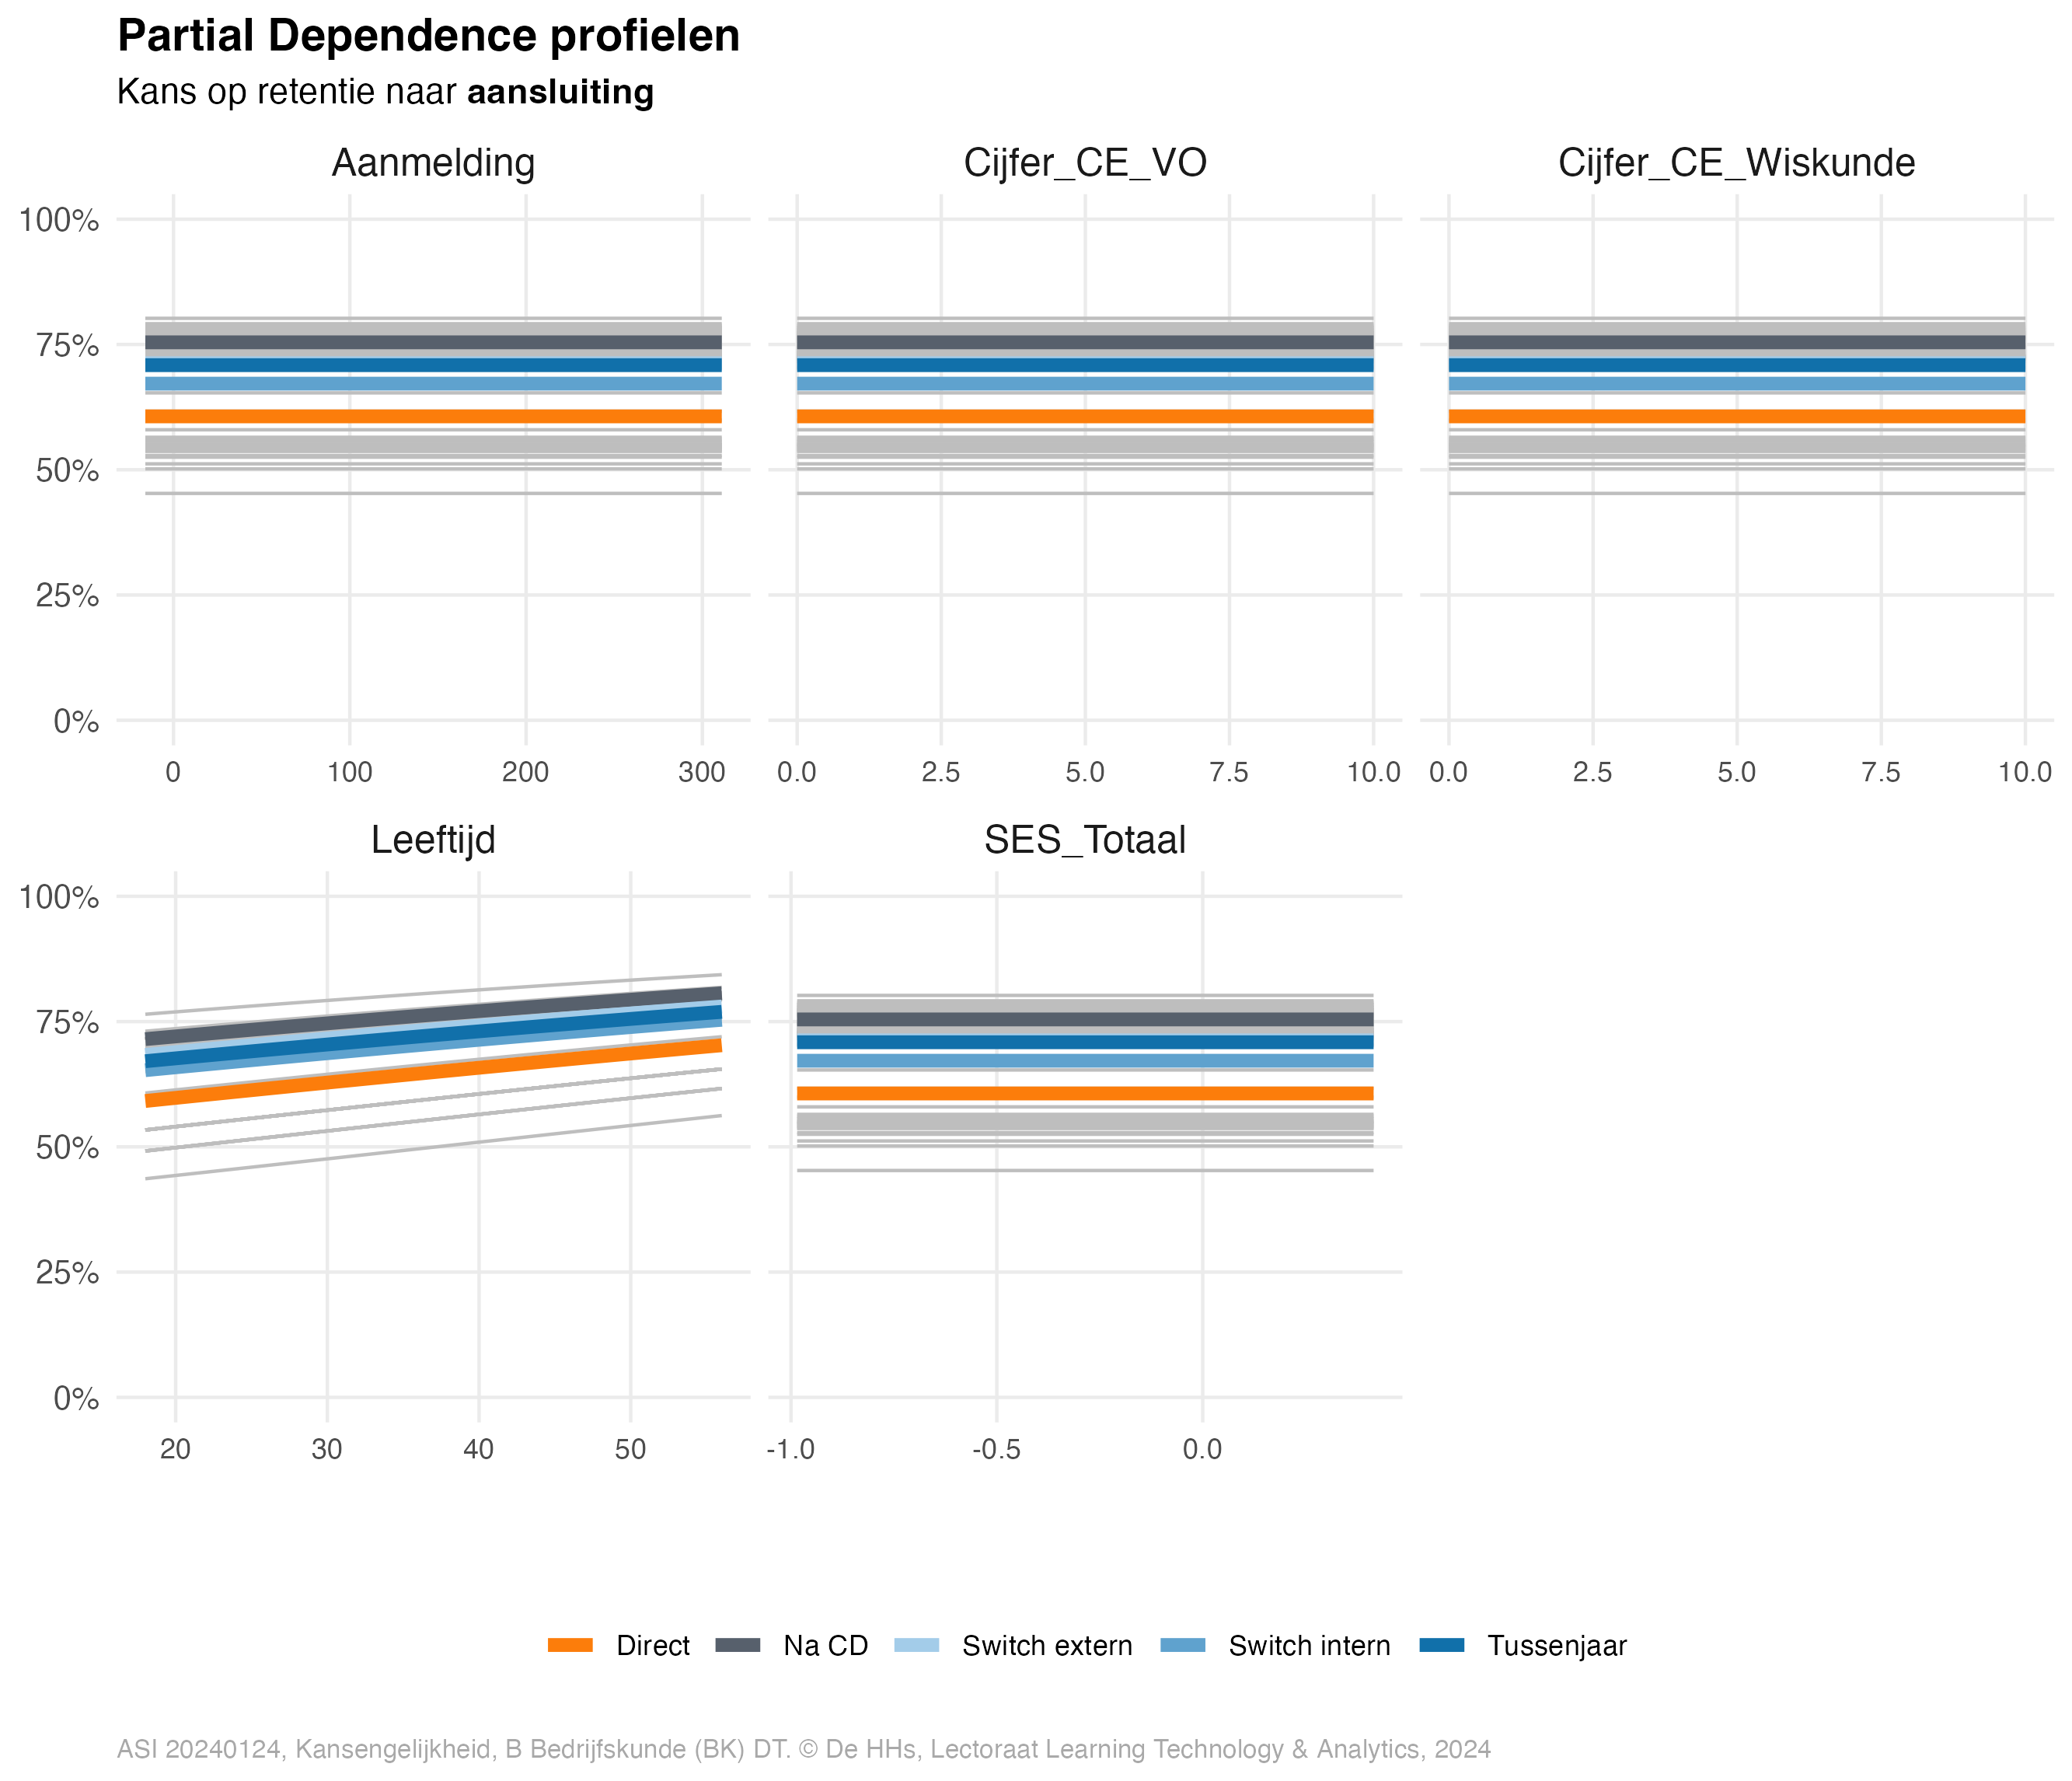 Partial Dependence profielen
Kans op retentie naar aansluiting
Aanmelding
Cijfer_CE_VO
Cijfer_CE_Wiskunde
100%
75%
50%
25%
0%
0 100 200 300
0.0 2.5 5.0 7.5 10.0
0.0 2.5 5.0 7.5 10.0
Leeftijd
SES_Totaal
100%
75%
50%
25%
0%
20 30 40 50
-1.0 -0.5 0.0
Direct Na CD Switch extern Switch intern Tussenjaar
ASI 20240124, Kansengelijkheid, B Bedrijfskunde (BK) DT. © De HHs, Lectoraat Learning Technology & Analytics, 2024